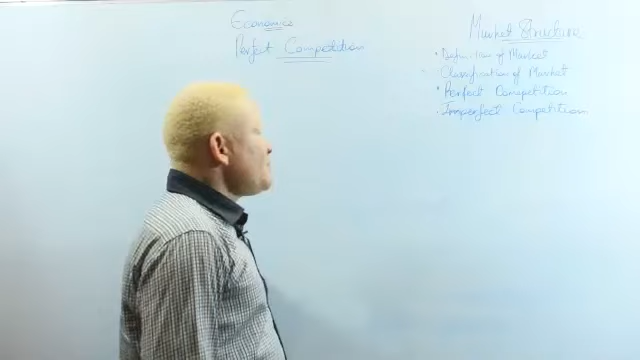 Economics
Perfect Competition
Market Structure
• Definition of Market
• Classification of Market
• Perfect Competition
• Imperfect Competition